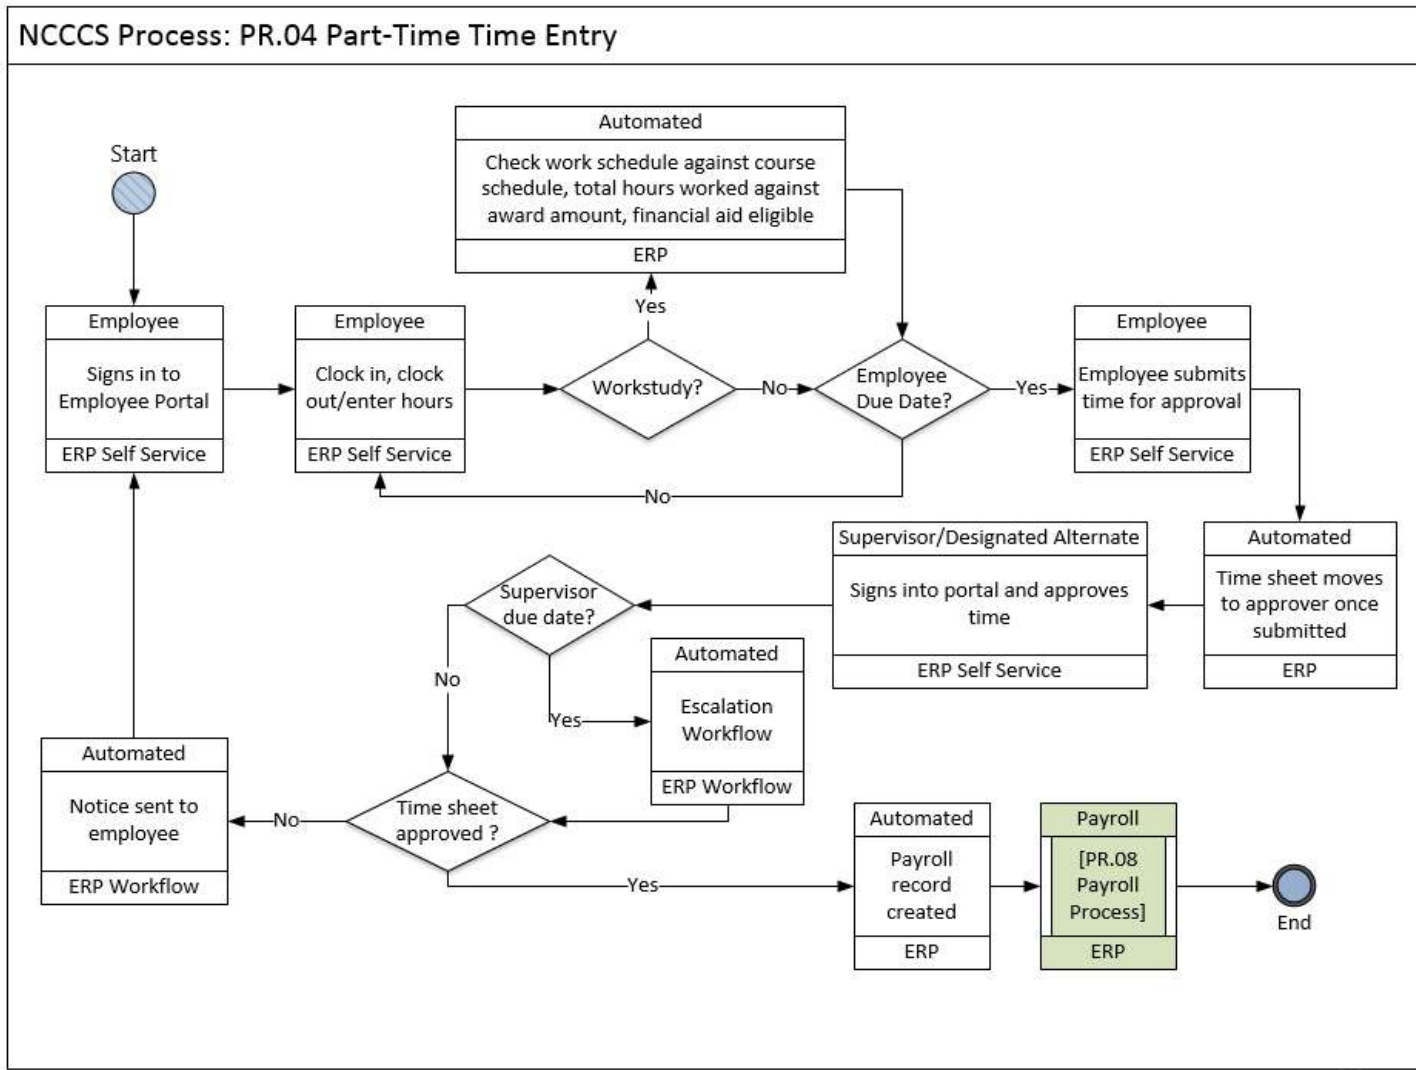 NCCCS Process: PR.04 Part-Time Time Entry
Start
Automated
Check work schedule against course
schedule, total hours worked against
award amount, financial aid eligible
ERP
Yes
Employee
Signs in to
Employee Portal
ERP Self Service
Employee
Clock in, clock
out/enter hours
ERP Self Service
Workstudy?
No
Employee
Due Date?
Yes
No
Employee
Employee submits
time for approval
ERP Self Service
Automated
Time sheet moves
to approver once
submitted
ERP
Supervisor/Designated Alternate
Signs into portal and approves
time
ERP Self Service
Supervisor
due date?
No
Yes
Automated
Escalation
Workflow
ERP Workflow
Time sheet
approved ?
No
Automated
Notice sent to
employee
ERP Workflow
Yes
Automated
Payroll
record
created
ERP
Payroll
[PR.08
Payroll
Process]
ERP
End